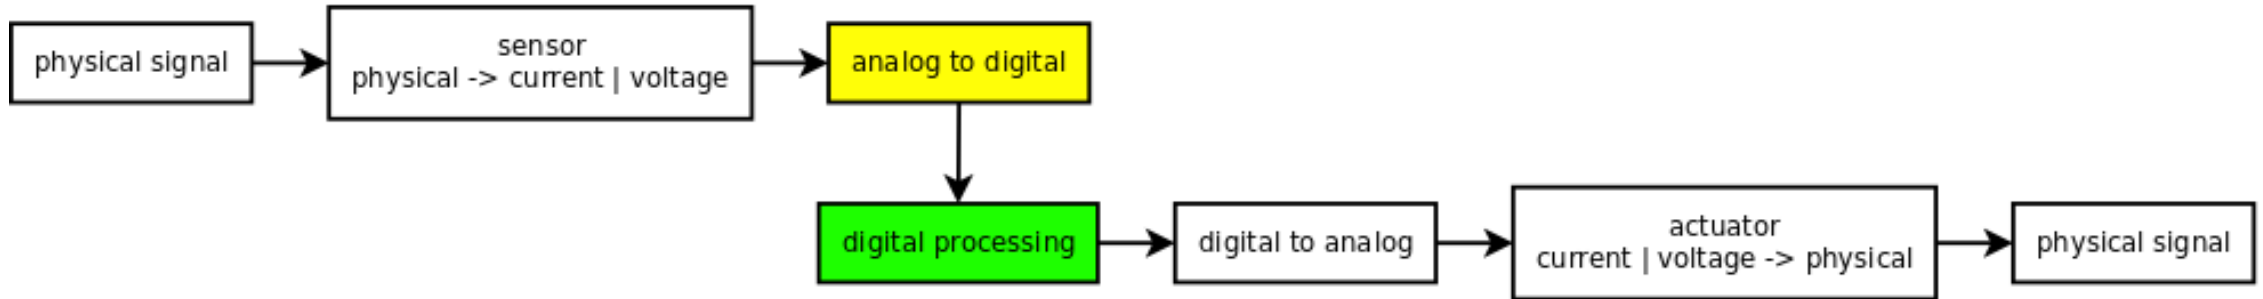 physical signal
sensor
physical -> current | voltage
analog to digital
digital processing
digital to analog
actuator
current | voltage -> physical
physical signal